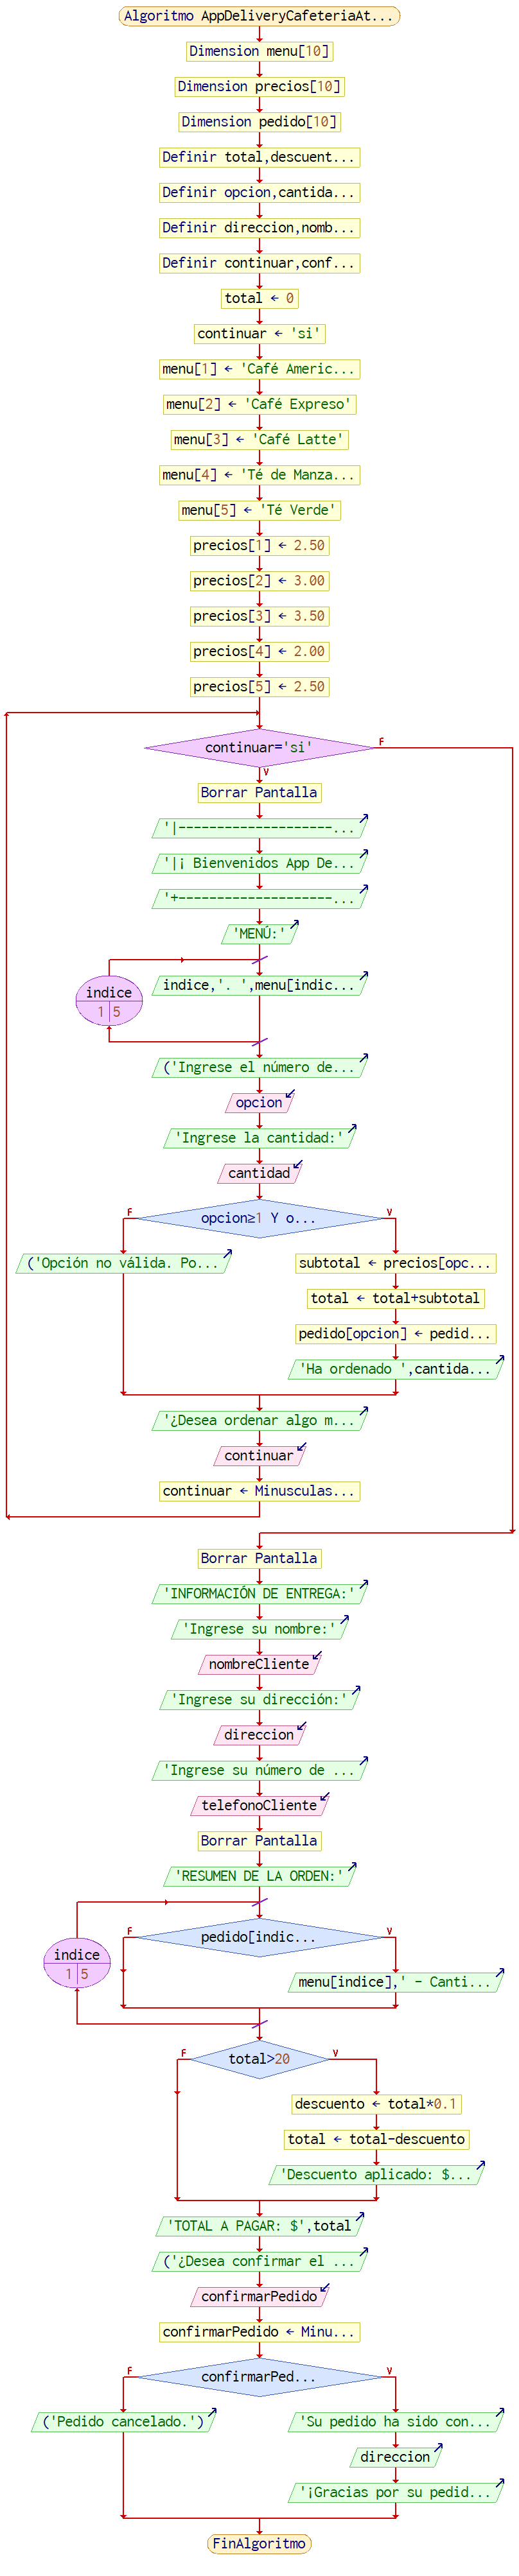 Algoritmo AppDeliveryCafeteriaAt...
Dimension menu[10]
Dimension precios[10]
Dimension pedido[10]
Definir total,descuent...
Definir opcion,cantida...
Definir direccion,nomb...
Definir continuar,conf...
total ← 0
continuar ← 'si'
menu[1] ← 'Café Americ...
menu[2] ← 'Café Expreso'
menu[3] ← 'Café Latte'
menu[4] ← 'Té de Manza...
menu[5] ← 'Té Verde'
precios[1] ← 2.50
precios[2] ← 3.00
precios[3] ← 3.50
precios[4] ← 2.00
precios[5] ← 2.50
continuar='si'
F
V
Borrar Pantalla
'|--------------------...
'|¡ Bienvenidos App De...
'+--------------------...
'MENÚ:'
indice
1 5
indice,'. ',menu[indic...
('Ingrese el número de...
opcion
'Ingrese la cantidad:'
cantidad
F
opcion≥1 Y o...
V
('Opción no válida. Po...
subtotal ← precios[opc...
total ← total+subtotal
pedido[opcion] ← pedid...
'Ha ordenado ',cantida...
'¿Desea ordenar algo m...
continuar
continuar ← Minusculas...
Borrar Pantalla
'INFORMACIÓN DE ENTREGA:'
'Ingrese su nombre:'
nombreCliente
'Ingrese su dirección:'
direccion
'Ingrese su número de ...
telefonoCliente
Borrar Pantalla
'RESUMEN DE LA ORDEN:'
indice
1 5
F
pedido[indic...
V
menu[indice],' - Canti...
F
total>20
V
descuento ← total*0.1
total ← total-descuento
'Descuento aplicado: $...
'TOTAL A PAGAR: $',total
('¿Desea confirmar el ...
confirmarPedido
confirmarPedido ← Minu...
F
confirmarPed...
V
('Pedido cancelado.')
'Su pedido ha sido con...
direccion
'¡Gracias por su pedid...
FinAlgoritmo